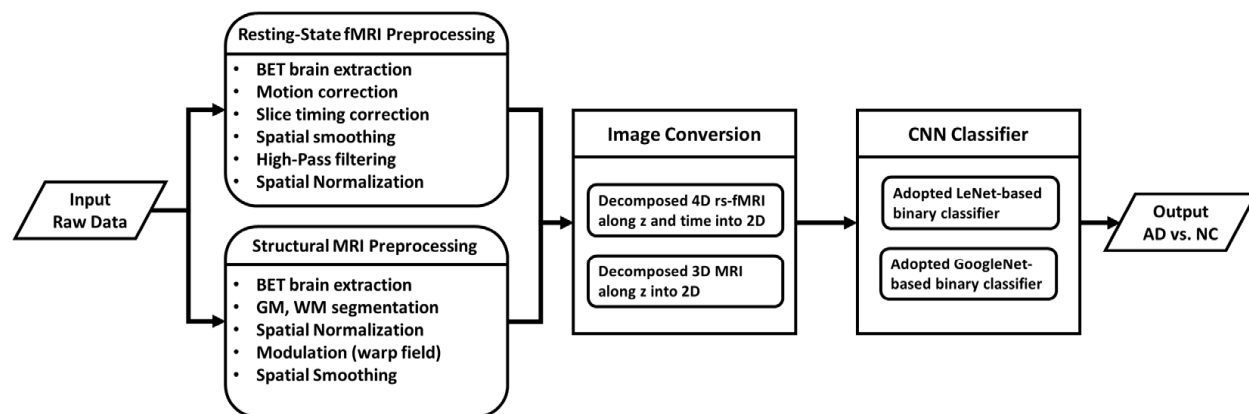 Input
Raw Data
Resting-State fMRI Preprocessing
• BET brain extraction
• Motion correction
• Slice timing correction
• Spatial smoothing
• High-Pass filtering
• Spatial Normalization
Structural MRI Preprocessing
• BET brain extraction
• GM, WM segmentation
• Spatial Normalization
• Modulation (warp field)
• Spatial Smoothing
Image Conversion
Decomposed 4D rs-fMRI
along z and time into 2D
Decomposed 3D MRI
along z into 2D
CNN Classifier
Adopted LeNet-based
binary classifier
Adopted GoogleNet-
based binary classifier
Output
AD vs. NC